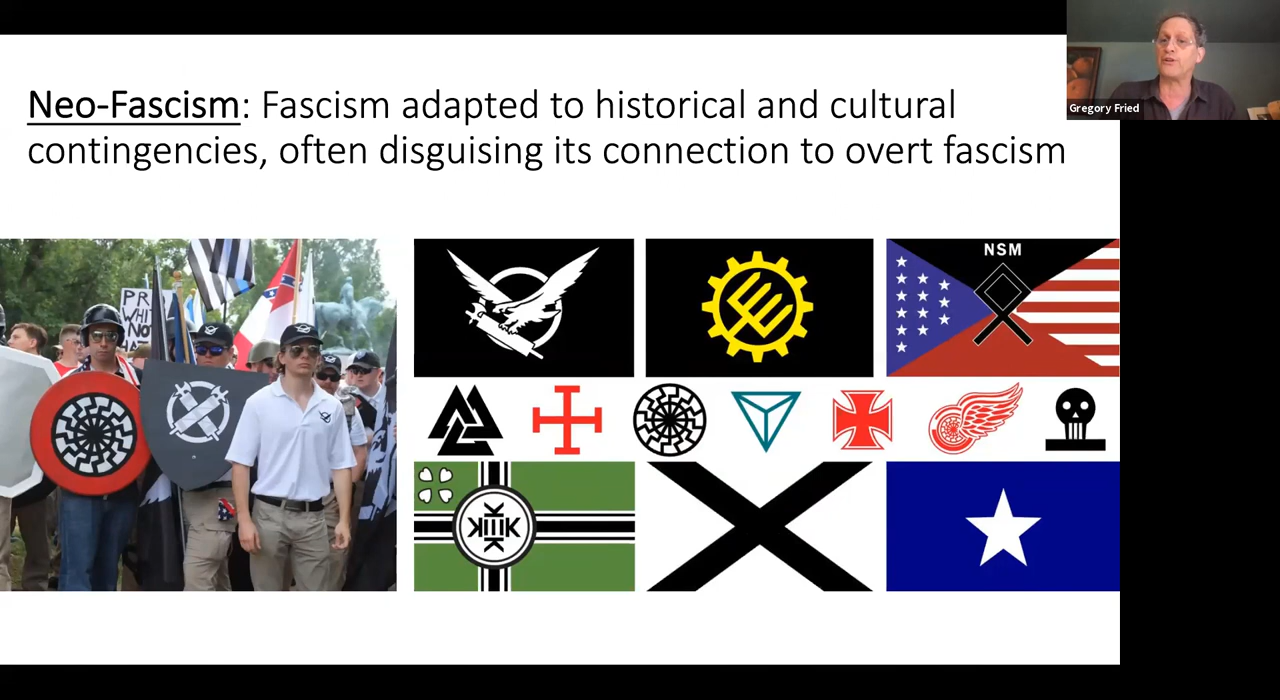 Neo-Fascism: Fascism adapted to historical and cultural
contingencies, often disguising its connection to overt fascism
Gregory Fried
NSM
KEK